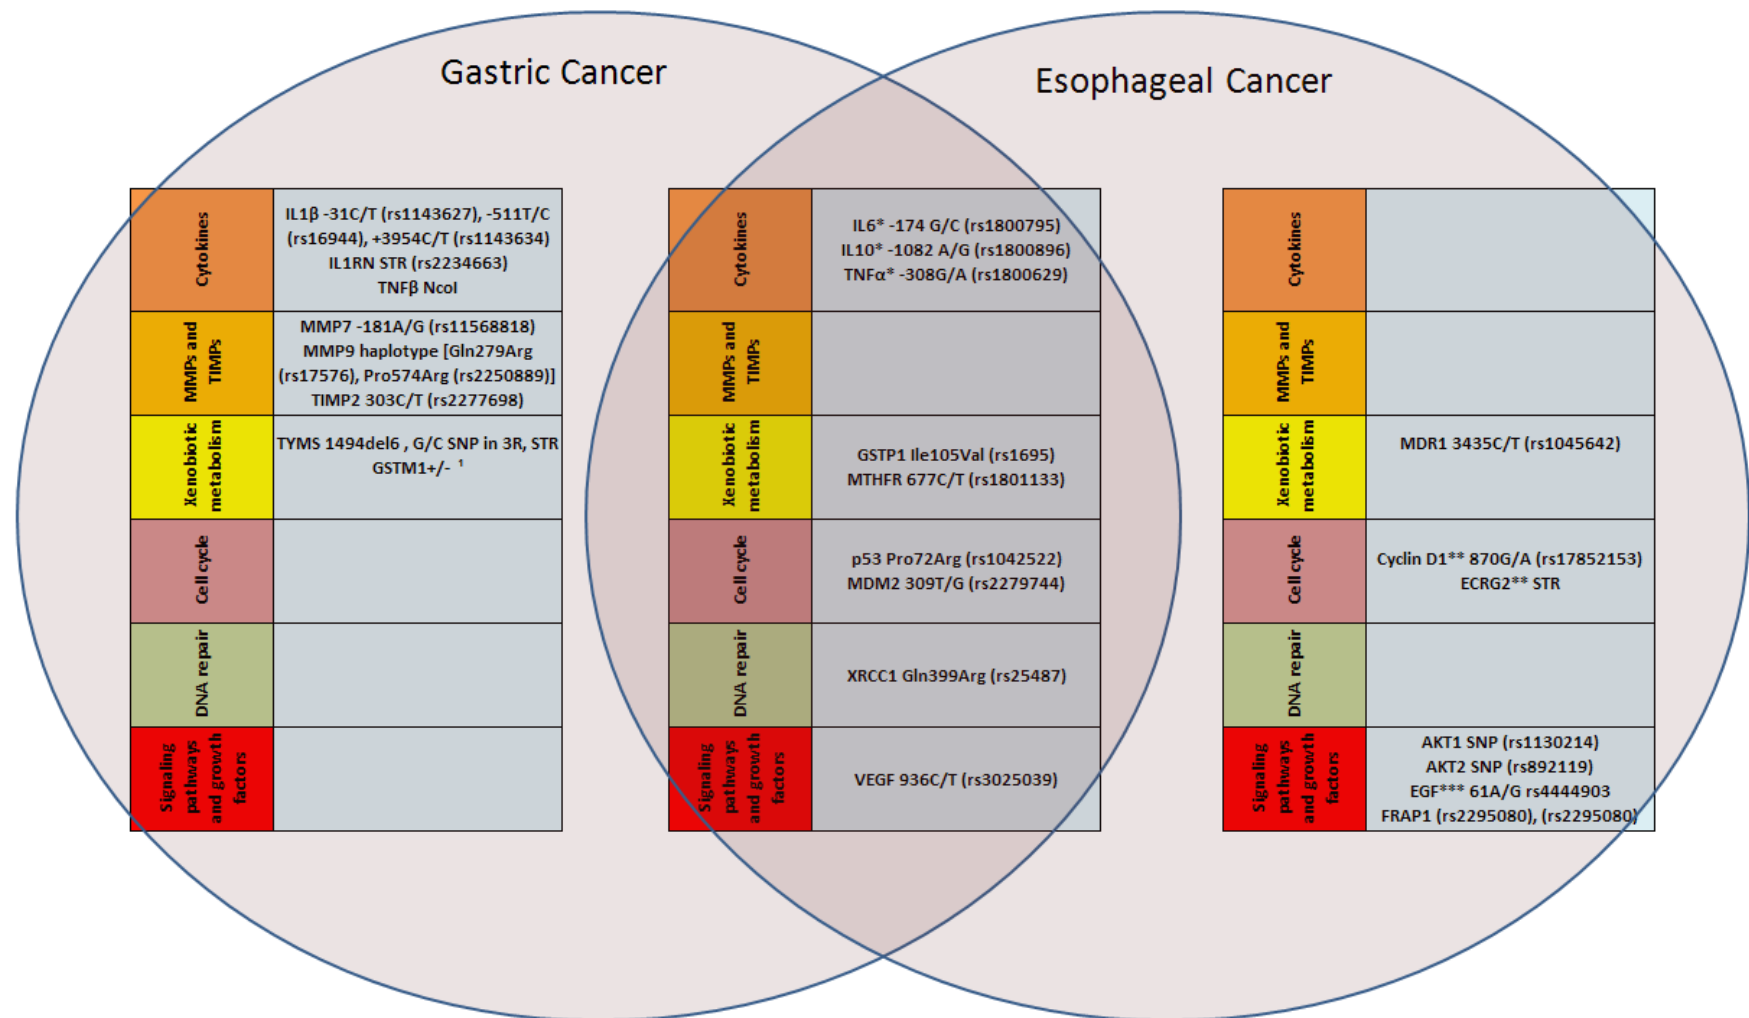 Gastric Cancer
Esophageal Cancer
Cytokines
IL1β -31C/T (rs1143627), -511T/C
(rs16944), +3954C/T (rs1143634)
IL1RN STR (rs2234663)
TNFβ NcoI
MMPs and
TIMPs
MMP7 -181A/G (rs11568818)
MMP9 haplotype [Gln279Arg
(rs17576), Pro574Arg (rs2250889)]
TIMP2 303C/T (rs2277698)
Xenobiotic
metabolism
TYMS 1494del6 , G/C SNP in 3R, STR
GSTM1+/- ¹
Cell cycle
DNA repair
Signaling
pathways
and growth
factors
Cytokines
IL6* -174 G/C (rs1800795)
IL10* -1082 A/G (rs1800896)
TNFα* -308G/A (rs1800629)
MMPs and
TIMPs
Xenobiotic
metabolism
GSTP1 Ile105Val (rs1695)
MTHFR 677C/T (rs1801133)
Cell cycle
p53 Pro72Arg (rs1042522)
MDM2 309T/G (rs2279744)
DNA repair
XRCC1 Gln399Arg (rs25487)
Signaling
pathways
and growth
factors
VEGF 936C/T (rs3025039)
Cytokines
MMPs and
TIMPs
Xenobiotic
metabolism
MDR1 3435C/T (rs1045642)
Cell cycle
Cyclin D1** 870G/A (rs17852153)
ECRG2** STR
DNA repair
Signaling
pathways
and growth
factors
AKT1 SNP (rs1130214)
AKT2 SNP (rs892119)
EGF*** 61A/G rs4444903
FRAP1 (rs2295080), (rs2295080)